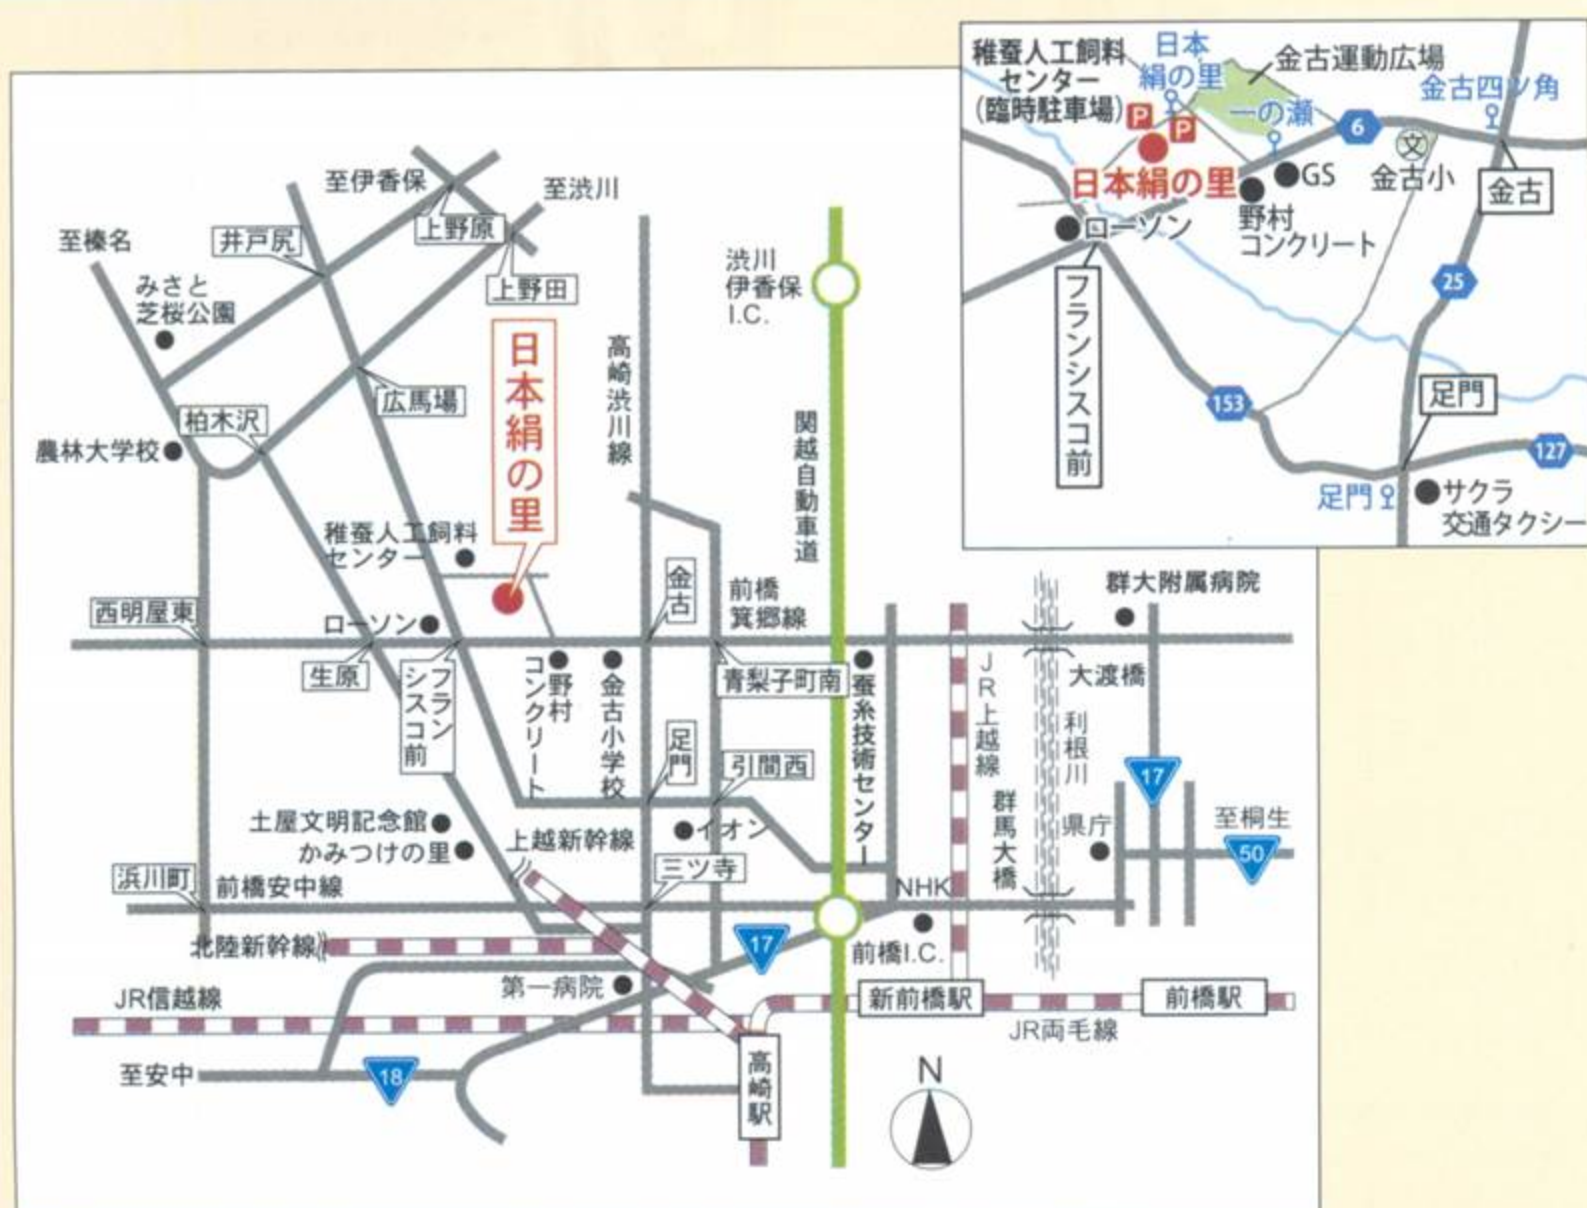 稚蚕人工飼料
センター
(臨時駐車場)
日本
絹の里
金古運動広場
金古四ツ角
一の瀬
P
P
6
文
金古小
GS
日本絹の里
野村
コンクリート
金古
ローソン
フランシスコ前
25
153
足門
127
足門
サクラ
交通タクシー
至伊香保
至渋川
上野原
至榛名
井戸尻
上野田
みさと
芝桜公園
渋川
伊香保
I.C.
日本絹の里
高崎渋川線
広馬場
柏木沢
農林大学校
関越自動車道
稚蚕人工飼料
センター
金古
前橋
箕郷線
群大附属病院
西明屋東
ローソン
生原
フラン
シスコ前
野村
コンクリート
金古小学校
青梨子町南
蚕糸技術センター
JR上越線
大渡橋
利根川
足門
引間西
17
群馬大橋
県庁
至桐生
50
土屋文明記念館
かみつけの里
上越新幹線
イオン
三ツ寺
浜川町
前橋安中線
NHK
北陸新幹線
17
前橋I.C.
第一病院
JR信越線
新前橋駅
前橋駅
JR両毛線
至安中
18
高崎駅
N